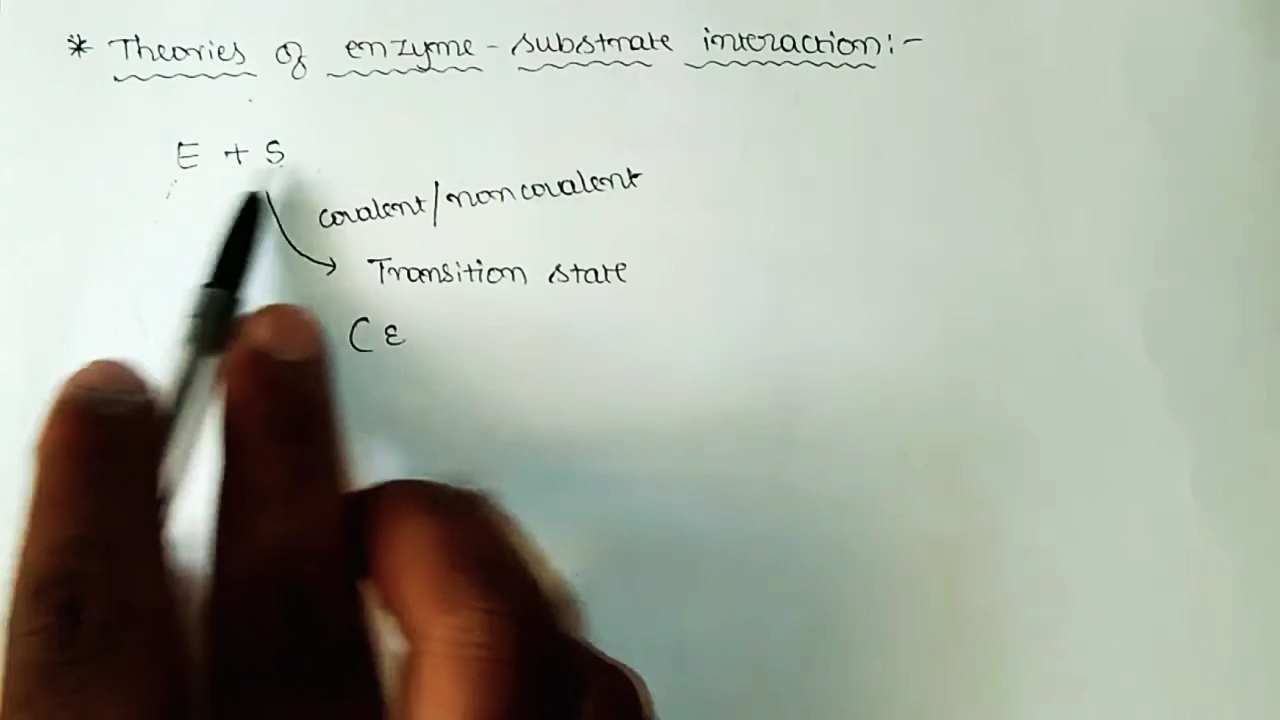 * Theories of enzyme - substrate interaction :-
E + S
covalent/noncovalent
Transition state
(ε